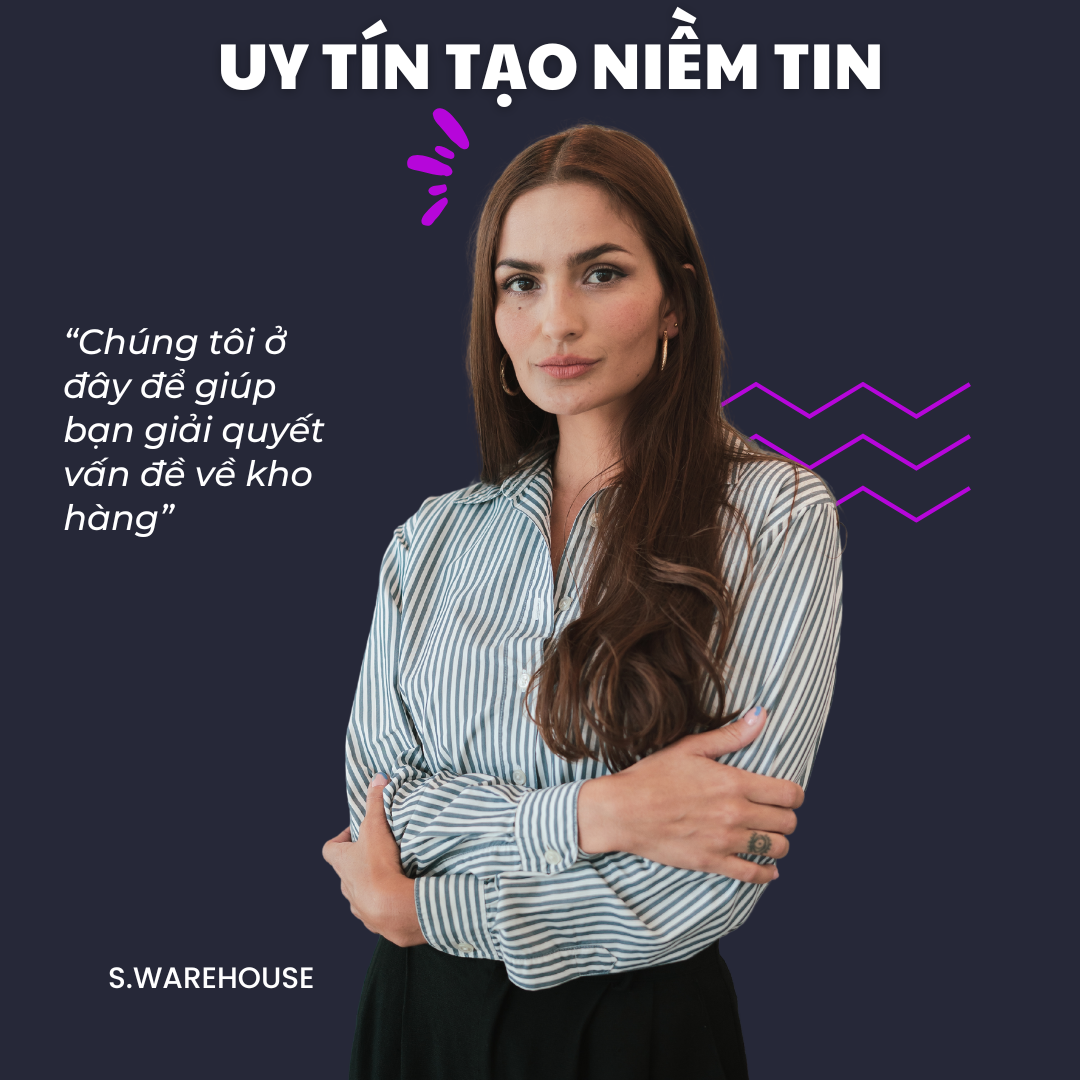 UY TÍN TẠO NIỀM TIN
“Chúng tôi ở
đây để giúp
bạn giải quyết
vấn đề về kho
hàng”
S.WAREHOUSE